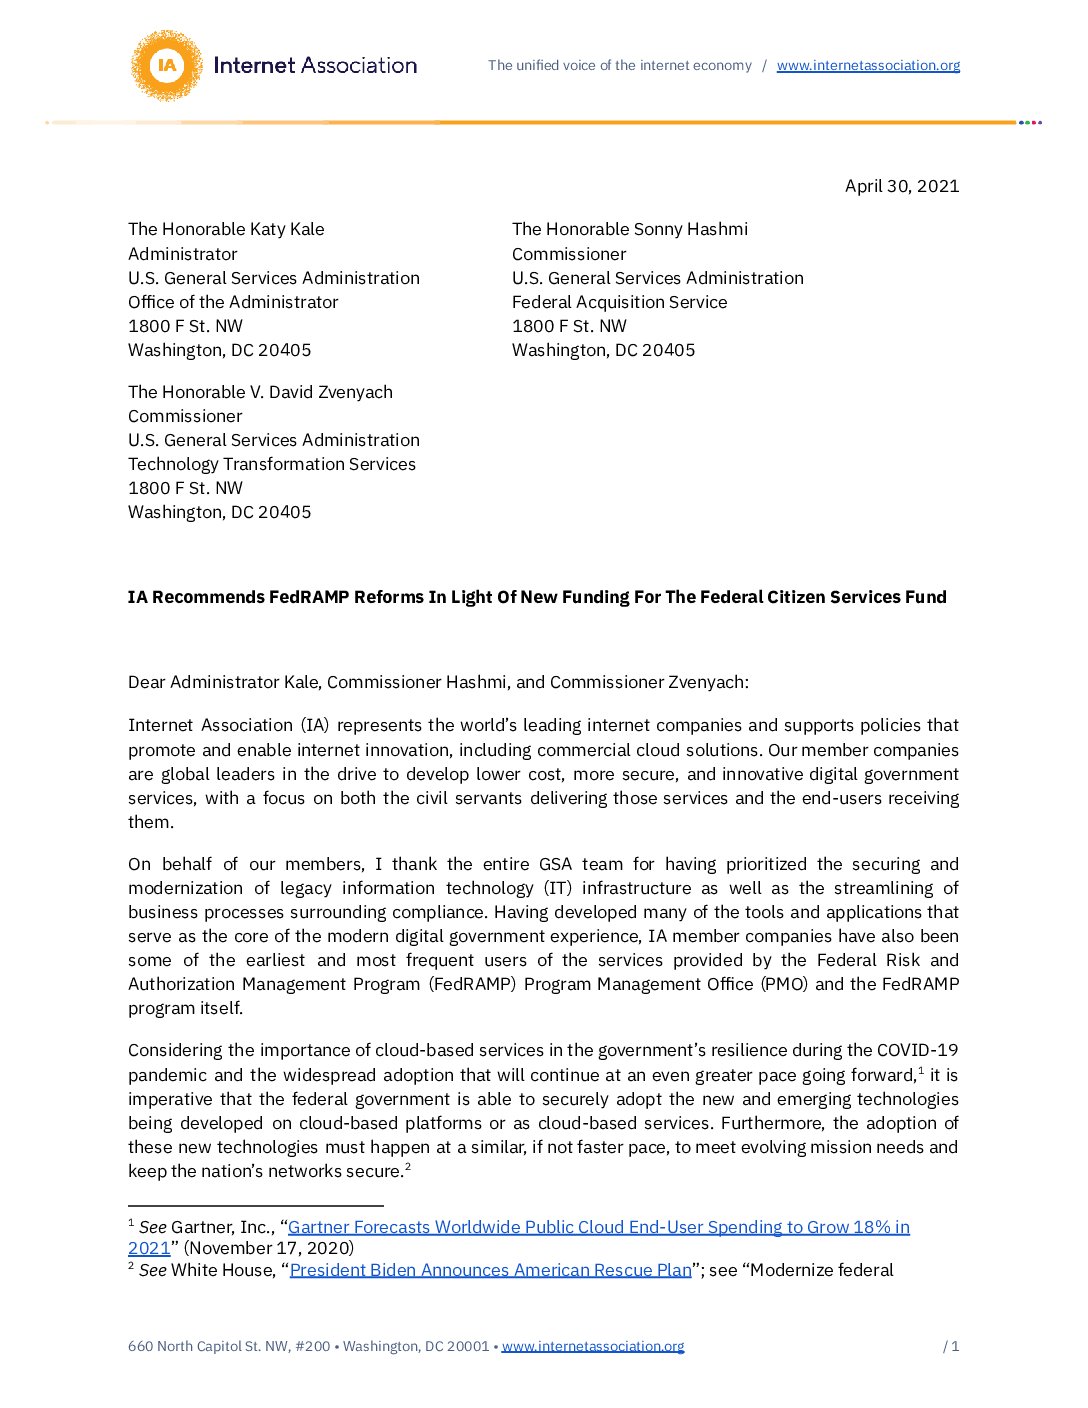 IA Internet Association
The unified voice of the internet economy / www.internetassociation.org
April 30, 2021
The Honorable Katy Kale
Administrator
U.S. General Services Administration
Office of the Administrator
1800 F St. NW
Washington, DC 20405
The Honorable Sonny Hashmi
Commissioner
U.S. General Services Administration
Federal Acquisition Service
1800 F St. NW
Washington, DC 20405
The Honorable V. David Zvenyach
Commissioner
U.S. General Services Administration
Technology Transformation Services
1800 F St. NW
Washington, DC 20405
IA Recommends FedRAMP Reforms In Light Of New Funding For The Federal Citizen Services Fund
Dear Administrator Kale, Commissioner Hashmi, and Commissioner Zvenyach:
Internet Association (IA) represents the world’s leading internet companies and supports policies that
promote and enable internet innovation, including commercial cloud solutions. Our member companies
are global leaders in the drive to develop lower cost, more secure, and innovative digital government
services, with a focus on both the civil servants delivering those services and the end-users receiving
them.
On behalf of our members, I thank the entire GSA team for having prioritized the securing and
modernization of legacy information technology (IT) infrastructure as well as the streamlining of
business processes surrounding compliance. Having developed many of the tools and applications that
serve as the core of the modern digital government experience, IA member companies have also been
some of the earliest and most frequent users of the services provided by the Federal Risk and
Authorization Management Program (FedRAMP) Program Management Office (PMO) and the FedRAMP
program itself.
Considering the importance of cloud-based services in the government’s resilience during the COVID-19
pandemic and the widespread adoption that will continue at an even greater pace going forward,¹ it is
imperative that the federal government is able to securely adopt the new and emerging technologies
being developed on cloud-based platforms or as cloud-based services. Furthermore, the adoption of
these new technologies must happen at a similar, if not faster pace, to meet evolving mission needs and
keep the nation’s networks secure.²
¹ See Gartner, Inc., “Gartner Forecasts Worldwide Public Cloud End-User Spending to Grow 18% in
2021” (November 17, 2020)
² See White House, “President Biden Announces American Rescue Plan”; see “Modernize federal
660 North Capitol St. NW, #200 • Washington, DC 20001 • www.internetassociation.org
/ 1